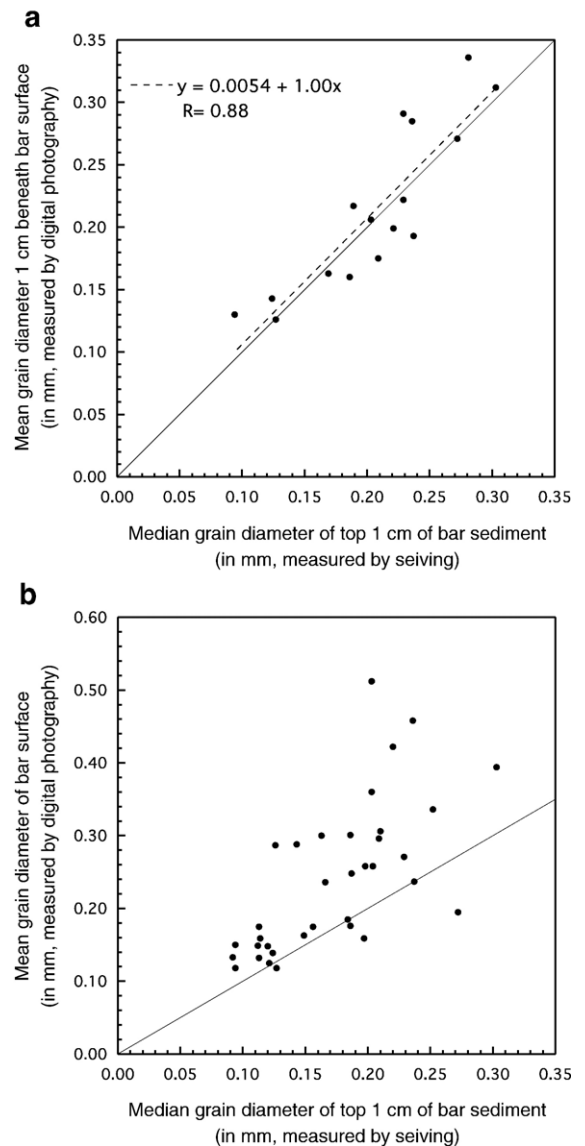 a
Mean grain diameter 1 cm beneath bar surface
(in mm, measured by digital photography)
0.35
0.30
0.25
0.20
0.15
0.10
0.05
0.00
y = 0.0054 + 1.00x
R= 0.88
0.00 0.05 0.10 0.15 0.20 0.25 0.30 0.35
Median grain diameter of top 1 cm of bar sediment
(in mm, measured by seiving)
b
Mean grain diameter of bar surface
(in mm, measured by digital photography)
0.60
0.50
0.40
0.30
0.20
0.10
0.00
0.00 0.05 0.10 0.15 0.20 0.25 0.30 0.35
Median grain diameter of top 1 cm of bar sediment
(in mm, measured by seiving)